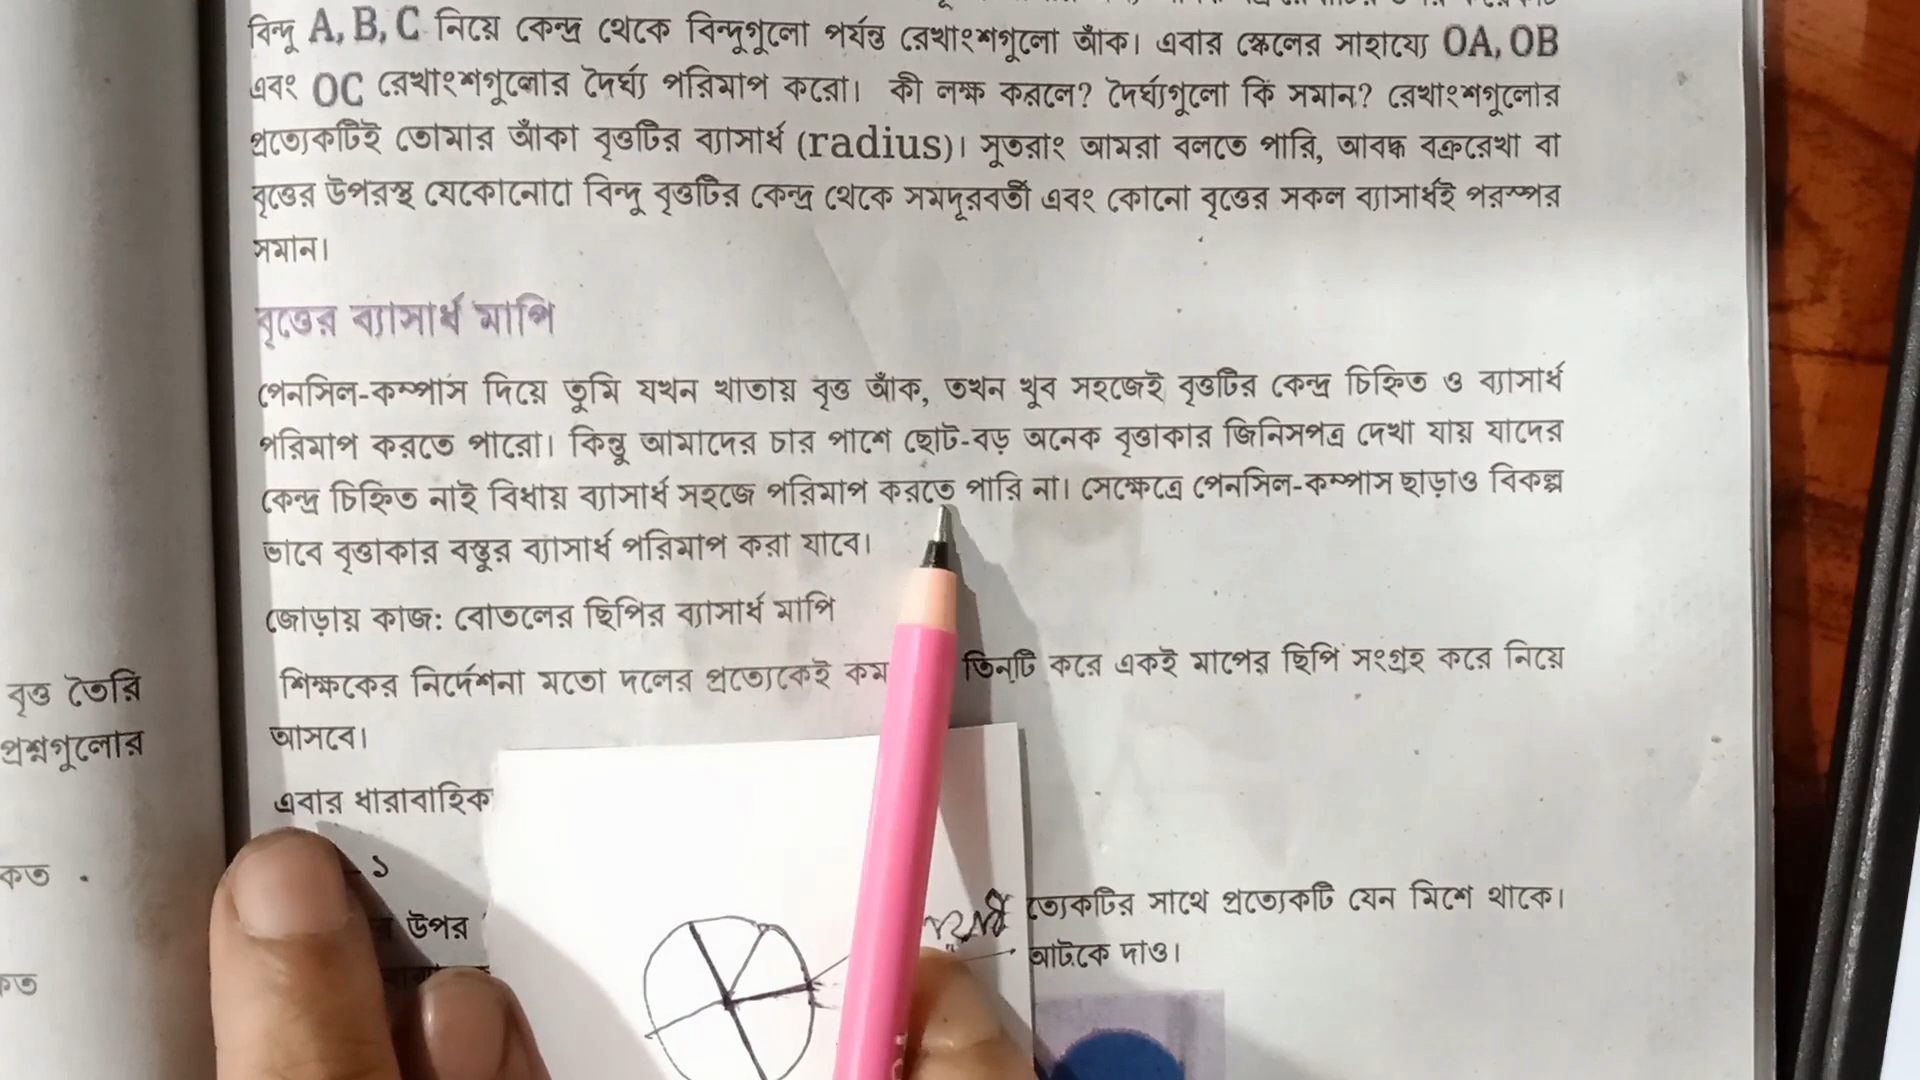 বিন্দু A, B, C নিয়ে কেন্দ্র থেকে বিন্দুগুলো পর্যন্ত রেখাংশগুলো আঁক। এবার স্কেলের সাহায্যে OA, OB
এবং OC রেখাংশগুলোর দৈর্ঘ্য পরিমাপ করো। কী লক্ষ করলে? দৈর্ঘ্যগুলো কি সমান? রেখাংশগুলোর
প্রত্যেকটিই তোমার আঁকা বৃত্তটির ব্যাসার্ধ (radius)। সুতরাং আমরা বলতে পারি, আবদ্ধ বক্ররেখা বা
বৃত্তের উপরস্থ যেকোনোটো বিন্দু বৃত্তটির কেন্দ্র থেকে সমদূরবর্তী এবং কোনো বৃত্তের সকল ব্যাসার্ধই পরস্পর
সমান।
বৃত্তের ব্যাসার্ধ মাপি
পেনসিল-কম্পাস দিয়ে তুমি যখন খাতায় বৃত্ত আঁক, তখন খুব সহজেই বৃত্তটির কেন্দ্র চিহ্নিত ও ব্যাসার্ধ
পরিমাপ করতে পারো। কিন্তু আমাদের চার পাশে ছোট-বড় অনেক বৃত্তাকার জিনিসপত্র দেখা যায় যাদের
কেন্দ্র চিহ্নিত নাই বিধায় ব্যাসার্ধ সহজে পরিমাপ করতে পারি না। সেক্ষেত্রে পেনসিল-কম্পাস ছাড়াও বিকল্প
ভাবে বৃত্তাকার বস্তুর ব্যাসার্ধ পরিমাপ করা যাবে।
জোড়ায় কাজ: বোতলের ছিপির ব্যাসার্ধ মাপি
শিক্ষকের নির্দেশনা মতো দলের প্রত্যেকেই কম তিনটি করে একই মাপের ছিপি সংগ্রহ করে নিয়ে
আসবে।
এবার ধারাবাহিক
১
উপর ত্যেকটির সাথে প্রত্যেকটি যেন মিশে থাকে।
আটকে দাও।
বৃত্ত তৈরি
প্রশ্নগুলোর
কত